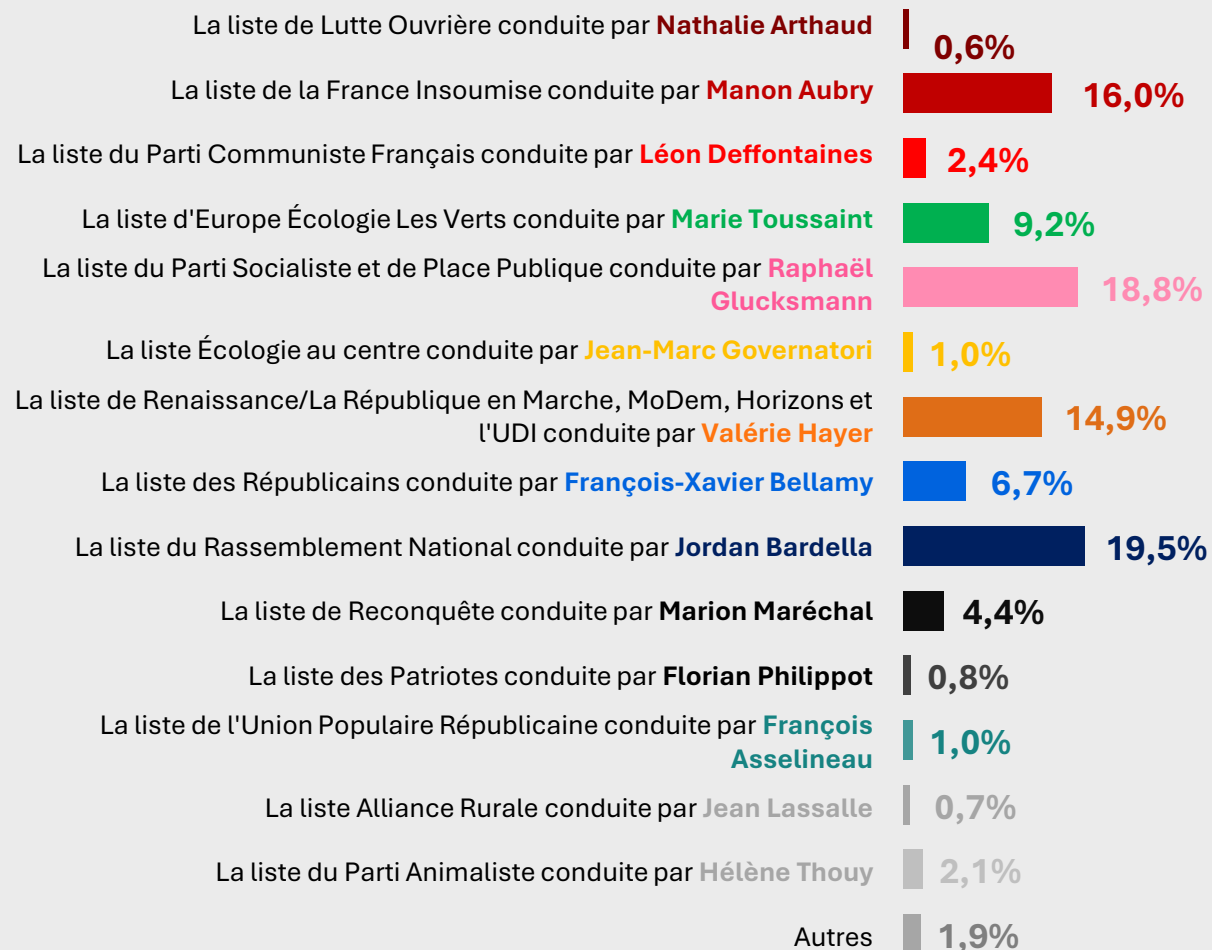 La liste de Lutte Ouvrière conduite par Nathalie Arthaud 0,6%
La liste de la France Insoumise conduite par Manon Aubry 16,0%
La liste du Parti Communiste Français conduite par Léon Deffontaines 2,4%
La liste d'Europe Écologie Les Verts conduite par Marie Toussaint 9,2%
La liste du Parti Socialiste et de Place Publique conduite par Raphaël
Glucksmann 18,8%
La liste Écologie au centre conduite par Jean-Marc Governatori 1,0%
La liste de Renaissance/La République en Marche, MoDem, Horizons et
l'UDI conduite par Valérie Hayer 14,9%
La liste des Républicains conduite par François-Xavier Bellamy 6,7%
La liste du Rassemblement National conduite par Jordan Bardella 19,5%
La liste de Reconquête conduite par Marion Maréchal 4,4%
La liste des Patriotes conduite par Florian Philippot 0,8%
La liste de l'Union Populaire Républicaine conduite par François
Asselineau 1,0%
La liste Alliance Rurale conduite par Jean Lassalle 0,7%
La liste du Parti Animaliste conduite par Hélène Thouy 2,1%
Autres 1,9%